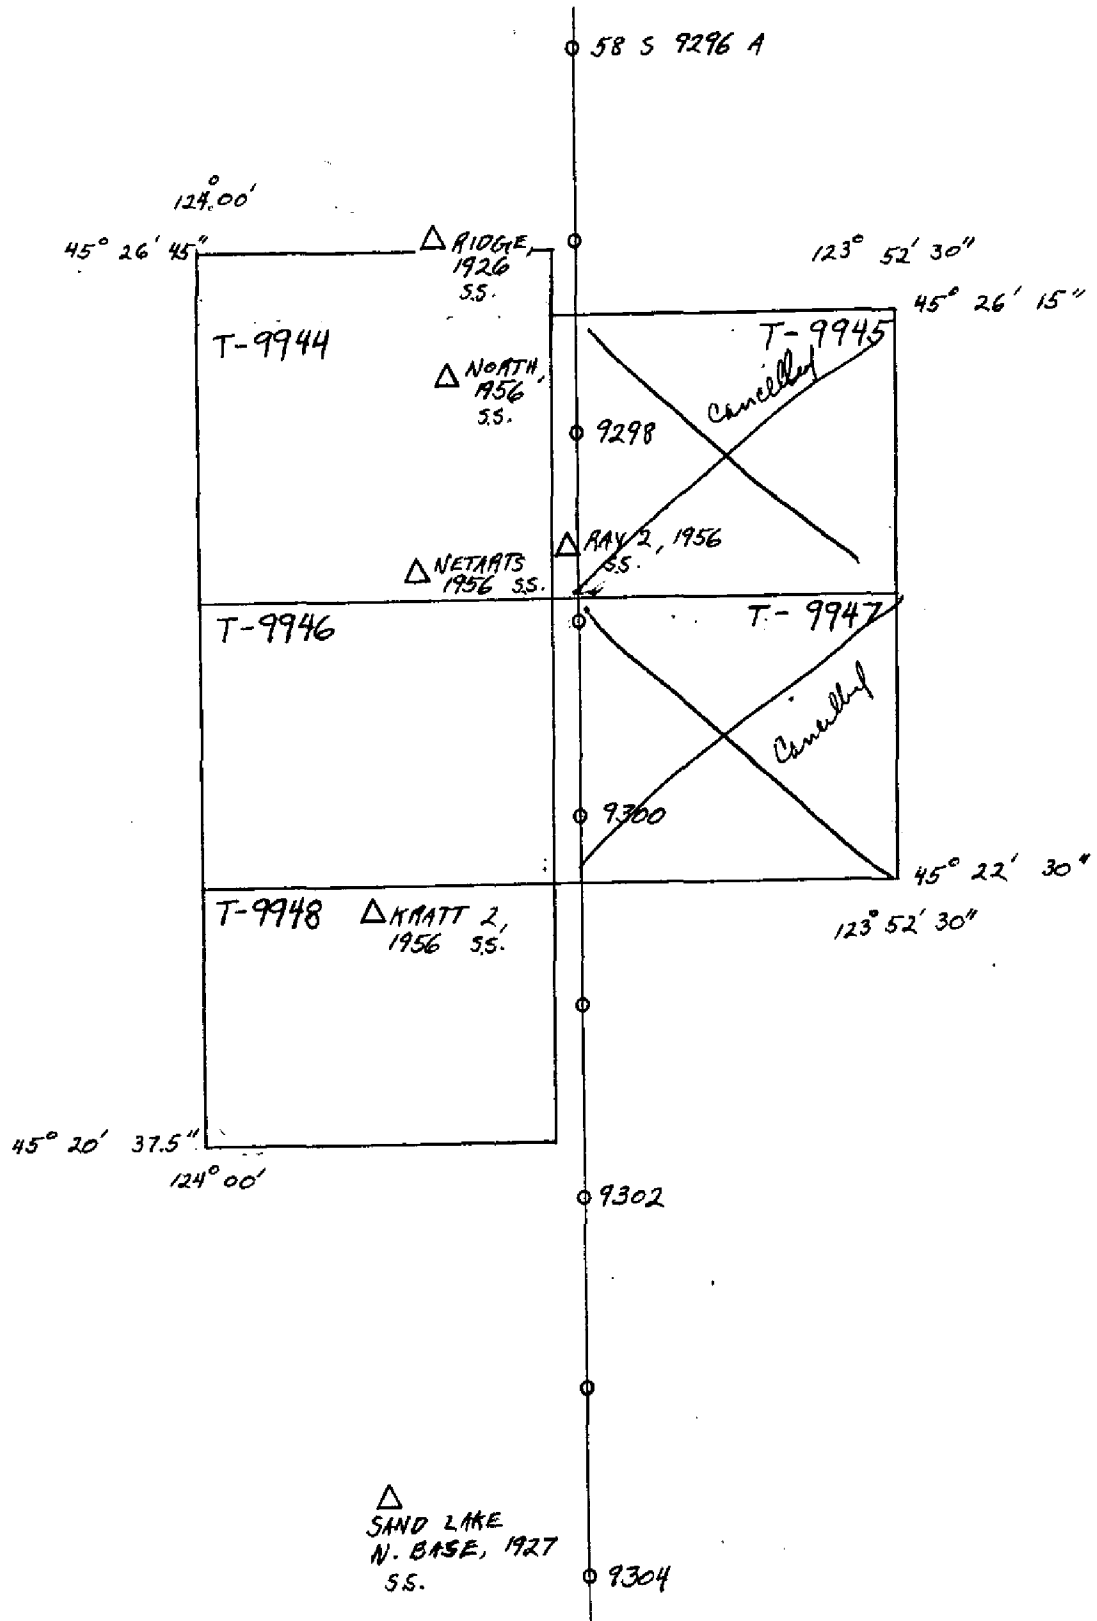 58 S 9296 A
124° 00'
45° 26' 45"
RIDGE,
1926
S.S.
123° 52' 30"
45° 26' 15"
T-9944
T-9945
Cancelled
NORTH,
1956
S.S.
9298
RAY 2, 1956
S.S.
NETARTS
1956 S.S.
T-9946
T-9947
Cancelled
9300
45° 22' 30"
123° 52' 30"
T-9948
KRATT 2,
1956 S.S.
45° 20' 37.5"
124° 00'
9302
SAND LAKE
N. BASE, 1927
S.S.
9304